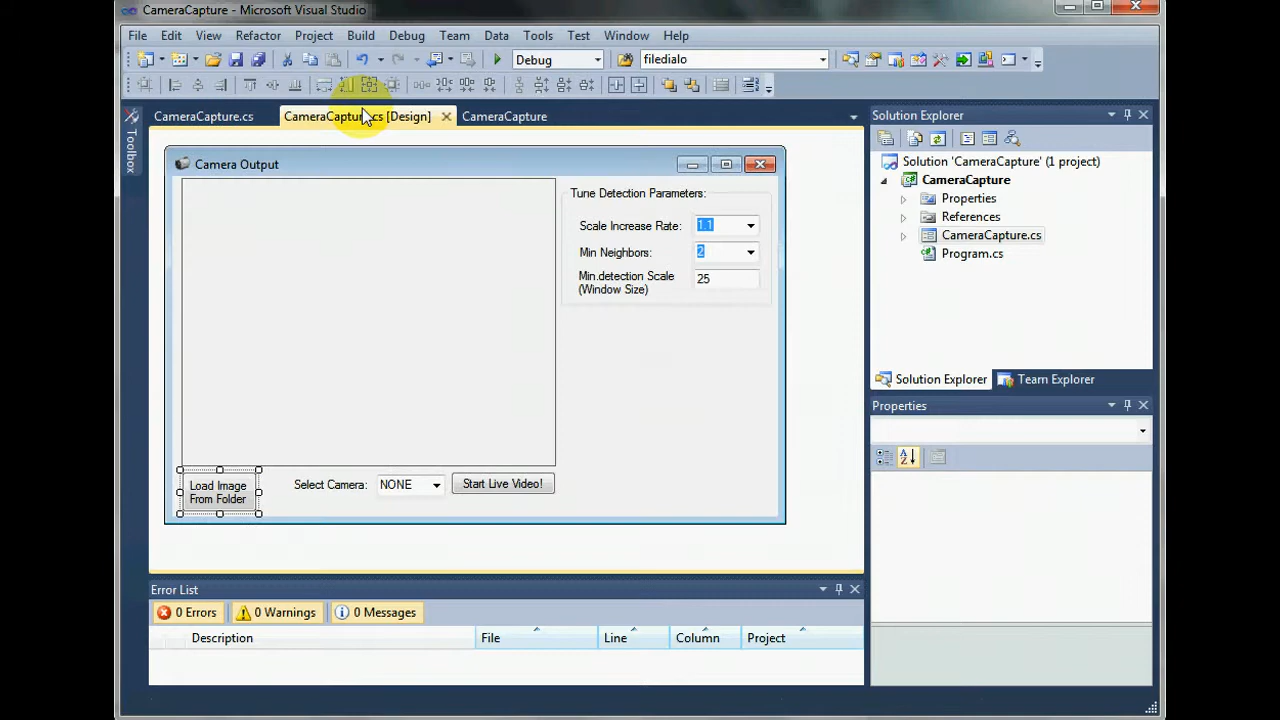 CameraCapture - Microsoft Visual Studio
File Edit View Refactor Project Build Debug Team Data Tools Test Window Help
Debug filedialo
CameraCapture.cs CameraCapture.cs [Design] CameraCapture
Toolbox
Camera Output
Tune Detection Parameters:
Scale Increase Rate: 1.1
Min Neighbors: 2
Min.detection Scale 25
(Window Size)
Load Image
From Folder
Select Camera: NONE Start Live Video!
Solution Explorer
Solution 'CameraCapture' (1 project)
CameraCapture
Properties
References
CameraCapture.cs
Program.cs
Solution Explorer Team Explorer
Properties
Error List
0 Errors 0 Warnings 0 Messages
Description File Line Column Project